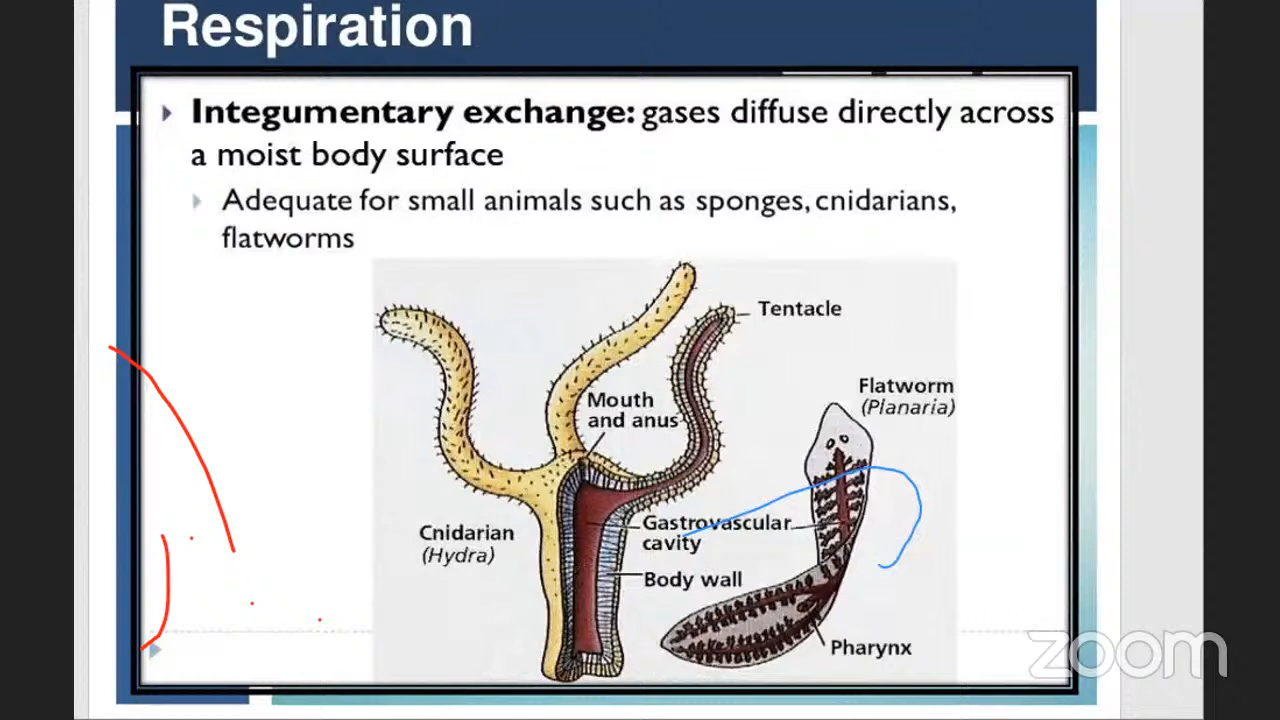 Respiration
Integumentary exchange: gases diffuse directly across
a moist body surface
Adequate for small animals such as sponges, cnidarians,
flatworms
Tentacle
Flatworm
(Planaria)
Mouth
and anus
Gastrovascular
cavity
Cnidarian
(Hydra)
Body wall
Pharynx
zoom